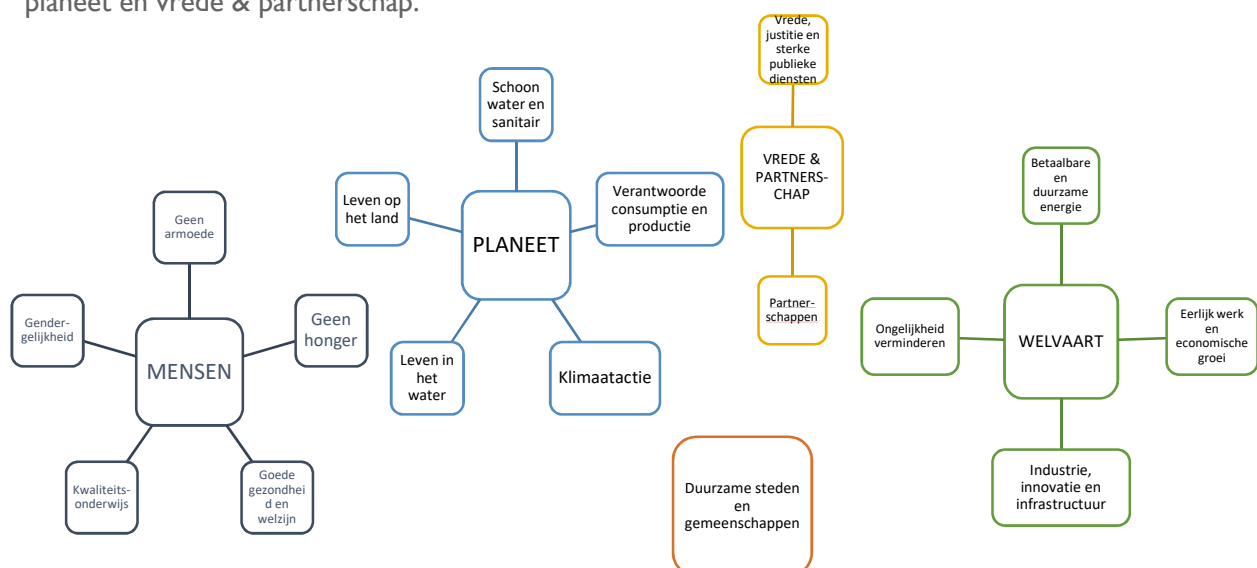 planeet en vrede & partnerschap.
Geen
armoede
Gender-
gelijkheid
Geen
honger
MENSEN
Kwaliteits-
onderwijs
Goede
gezondhei
d en
welzijn
Schoon
water en
sanitair
Leven op
het land
Verantwoorde
consumptie en
productie
PLANEET
Leven in
het
water
Klimaatactie
Vrede,
justitie en
sterke
publieke
diensten
VREDE &
PARTNERS-
CHAP
Partner-
schappen
Duurzame steden
en
gemeenschappen
Betaalbare
en
duurzame
energie
Ongelijkheid
verminderen
WELVAART
Eerlijk werk
en
economische
groei
Industrie,
innovatie en
infrastructuur